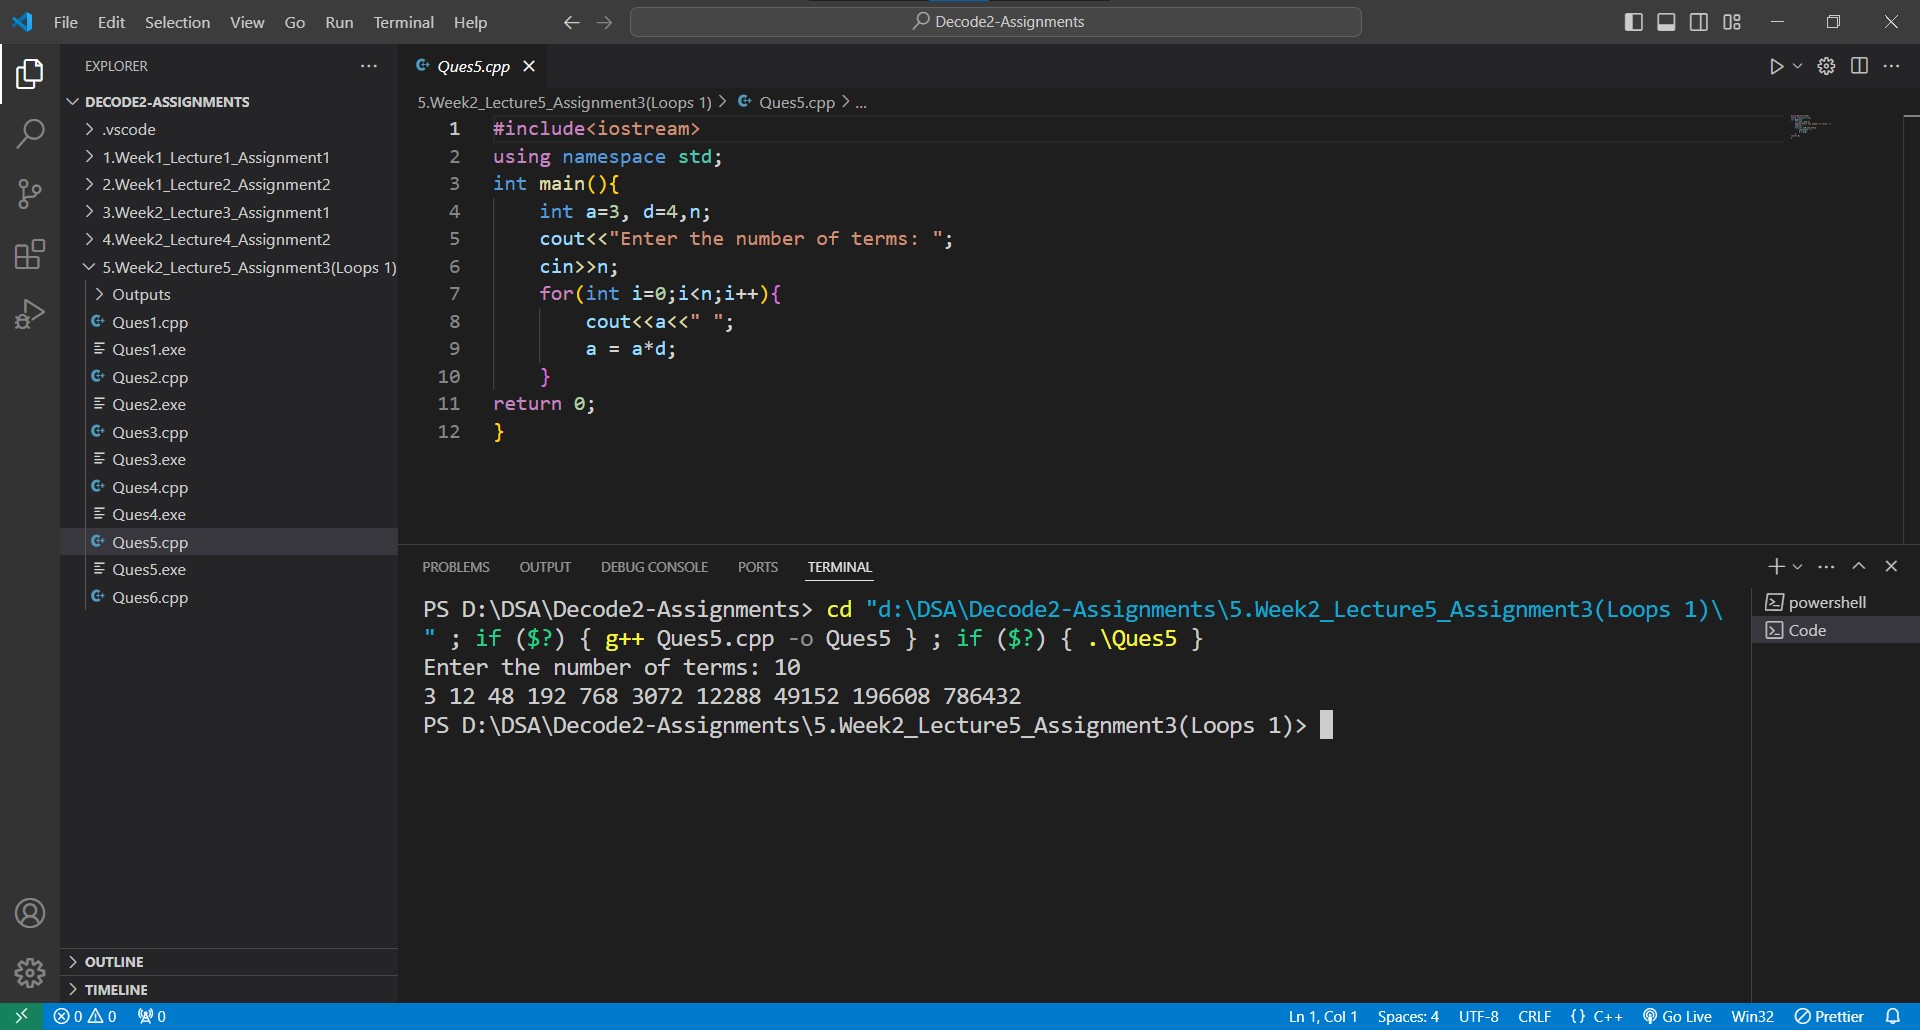 File Edit Selection View Go Run Terminal Help
Decode2-Assignments
EXPLORER
DECODE2-ASSIGNMENTS
.vscode
1.Week1_Lecture1_Assignment1
2.Week1_Lecture2_Assignment2
3.Week2_Lecture3_Assignment1
4.Week2_Lecture4_Assignment2
5.Week2_Lecture5_Assignment3(Loops 1)
Outputs
Ques1.cpp
Ques1.exe
Ques2.cpp
Ques2.exe
Ques3.cpp
Ques3.exe
Ques4.cpp
Ques4.exe
Ques5.cpp
Ques5.exe
Ques6.cpp
OUTLINE
TIMELINE
Ques5.cpp
5.Week2_Lecture5_Assignment3(Loops 1) > Ques5.cpp > ...
1 #include<iostream>
2 using namespace std;
3 int main(){
4 int a=3, d=4,n;
5 cout<<"Enter the number of terms: ";
6 cin>>n;
7 for(int i=0;i<n;i++){
8 cout<<a<<" ";
9 a = a*d;
10 }
11 return 0;
12 }
PROBLEMS OUTPUT DEBUG CONSOLE PORTS TERMINAL
PS D:\DSA\Decode2-Assignments> cd "d:\DSA\Decode2-Assignments\5.Week2_Lecture5_Assignment3(Loops 1)\
" ; if ($?) { g++ Ques5.cpp -o Ques5 } ; if ($?) { .\Ques5 }
Enter the number of terms: 10
3 12 48 192 768 3072 12288 49152 196608 786432
PS D:\DSA\Decode2-Assignments\5.Week2_Lecture5_Assignment3(Loops 1)>
powershell
Code
0 0 0
Ln 1, Col 1 Spaces: 4 UTF-8 CRLF {} C++ Go Live Win32 Prettier